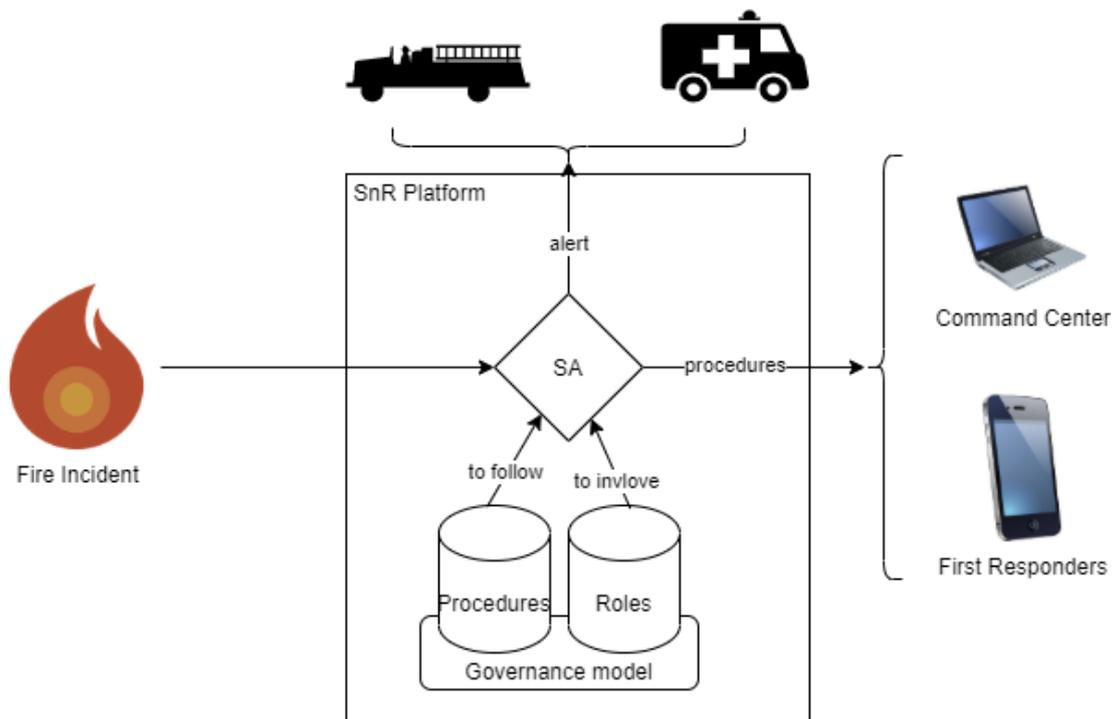 SnR Platform
alert
SA
procedures
Command Center
Fire Incident
to follow
to invlove
First Responders
Procedures
Roles
Governance model